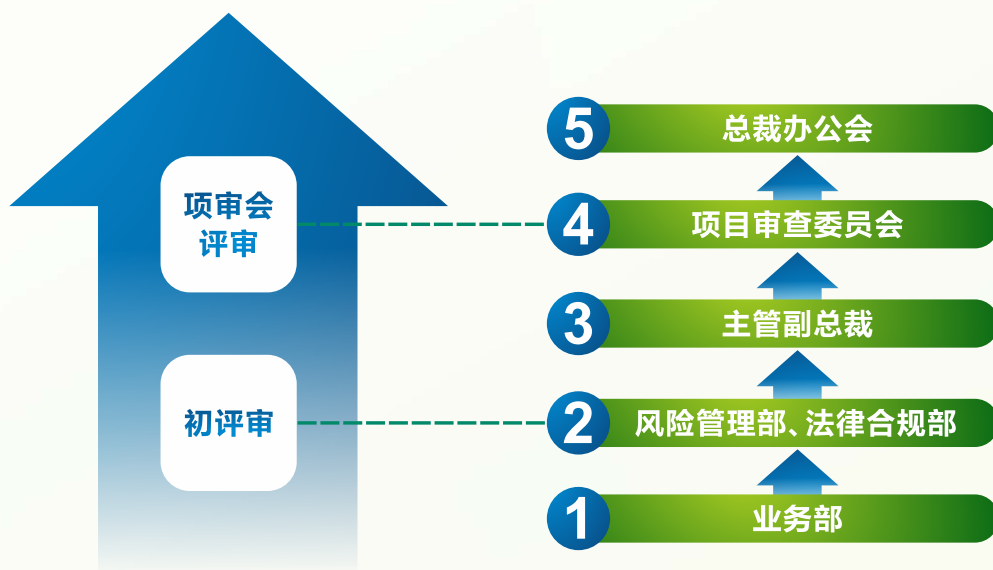 项审会
评审
初评审
5 总裁办公会
4 项目审查委员会
3 主管副总裁
2 风险管理部、法律合规部
1 业务部